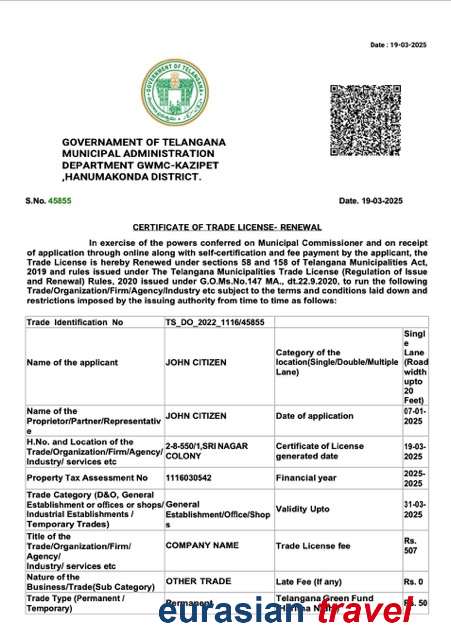 Date : 19-03-2025
GOVERNMENT OF TELANGANA
GOVERNAMENT OF TELANGANA
MUNICIPAL ADMINISTRATION
DEPARTMENT GWMC-KAZIPET
,HANUMAKONDA DISTRICT.
S.No. 45855
Date. 19-03-2025
CERTIFICATE OF TRADE LICENSE- RENEWAL
In exercise of the powers conferred on Municipal Commissioner and on receipt
of application through online along with self-certification and fee payment by the applicant, the
Trade License is hereby Renewed under sections 58 and 158 of Telangana Municipalities Act,
2019 and rules issued under The Telangana Municipalities Trade License (Regulation of Issue
and Renewal) Rules, 2020 issued under G.O.Ms.No.147 MA., dt.22.9.2020, to run the following
Trade/Organization/Firm/Agency/Industry etc subject to the terms and conditions laid down and
restrictions imposed by the issuing authority from time to time as follows:
Trade Identification No
TS_DO_2022_1116/45855
Name of the applicant
JOHN CITIZEN
Category of the
location(Single/Double/Multiple
Lane)
Singl
e
Lane
(Road
width
upto
20
Feet)
Name of the
Proprietor/Partner/Representativ
e
JOHN CITIZEN
Date of application
07-01-
2025
H.No. and Location of the
Trade/Organization/Firm/Agency/
Industry/ services etc
2-8-550/1,SRI NAGAR
COLONY
Certificate of License
generated date
19-03-
2025
Property Tax Assessment No
1116030542
Financial year
2025-
2025
Trade Category (D&O, General
Establishment or offices or shops/
Industrial Establishments /
Temporary Trades)
General
Establishment/Office/Shop
s
Validity Upto
31-03-
2025
Title of the
Trade/Organization/Firm/
Agency/
Industry/ services etc
COMPANY NAME
Trade License fee
Rs.
507
Nature of the
Business/Trade(Sub Category)
OTHER TRADE
Late Fee (If any)
Rs. 0
Trade Type (Permanent /
Temporary)
Permanent
Telangana Green Fund
Rs. 50
eurasian travel